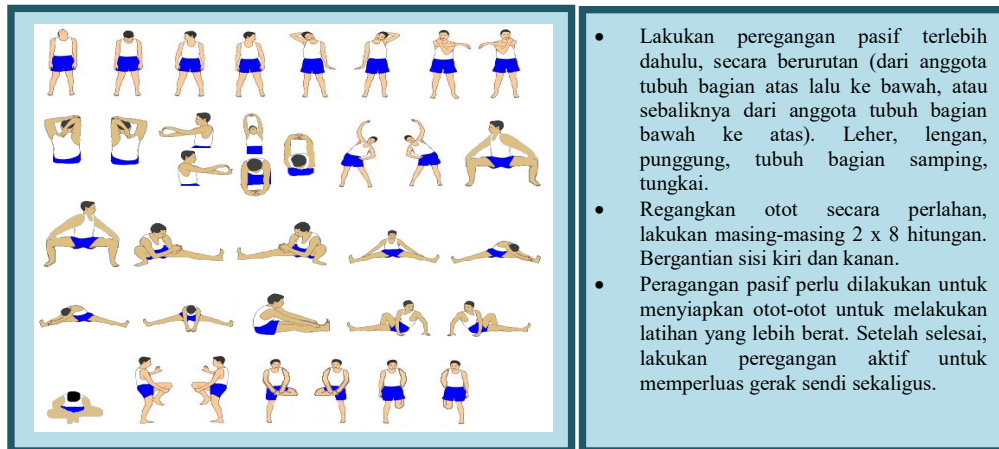 • Lakukan peregangan pasif terlebih
dahulu, secara berurutan (dari anggota
tubuh bagian atas lalu ke bawah, atau
sebaliknya dari anggota tubuh bagian
bawah ke atas). Leher, lengan,
punggung, tubuh bagian samping,
tungkai.
• Regangkan otot secara perlahan,
lakukan masing-masing 2 x 8 hitungan.
Bergantian sisi kiri dan kanan.
• Peragangan pasif perlu dilakukan untuk
menyiapkan otot-otot untuk melakukan
latihan yang lebih berat. Setelah selesai,
lakukan peregangan aktif untuk
memperluas gerak sendi sekaligus.